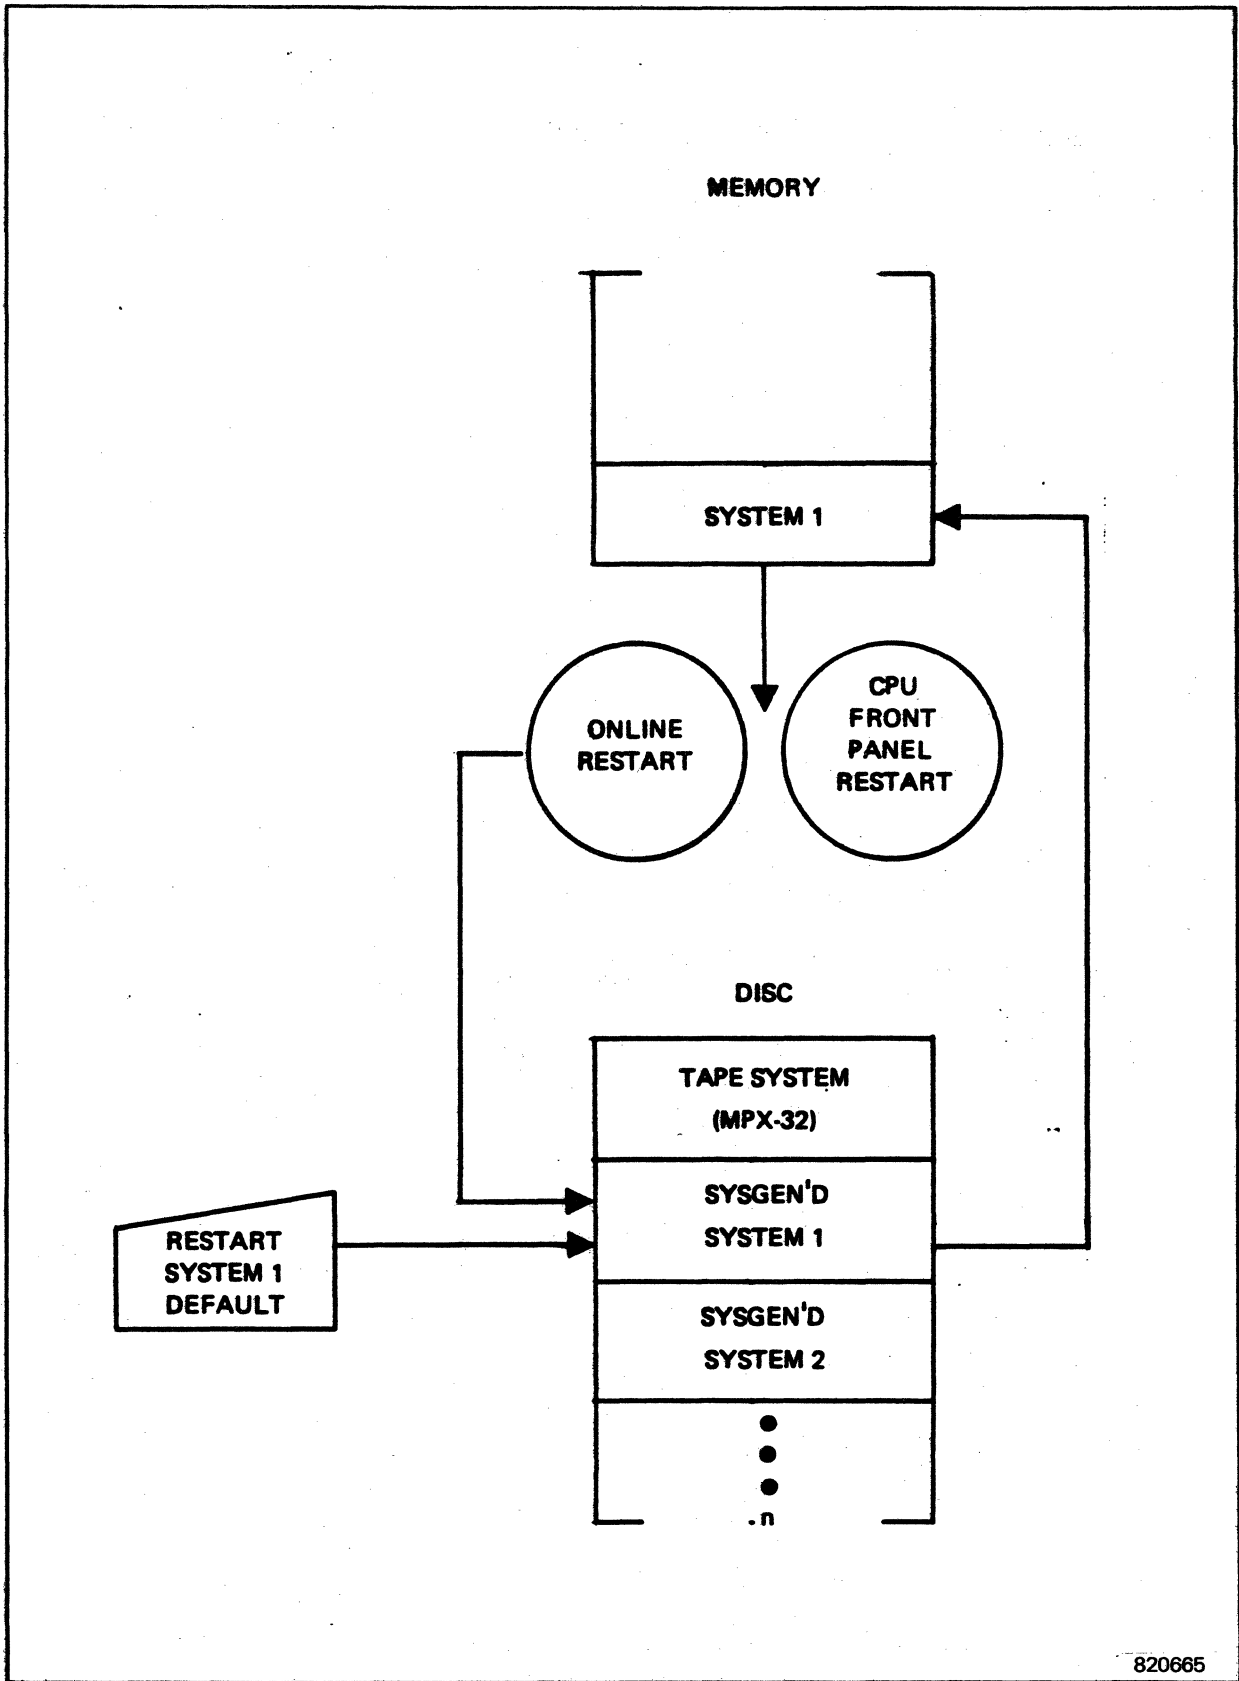 MEMORY
SYSTEM 1
ONLINE
RESTART
CPU
FRONT
PANEL
RESTART
DISC
TAPE SYSTEM
(MPX-32)
SYSGEN'D
SYSTEM 1
RESTART
SYSTEM 1
DEFAULT
SYSGEN'D
SYSTEM 2
. n
820665